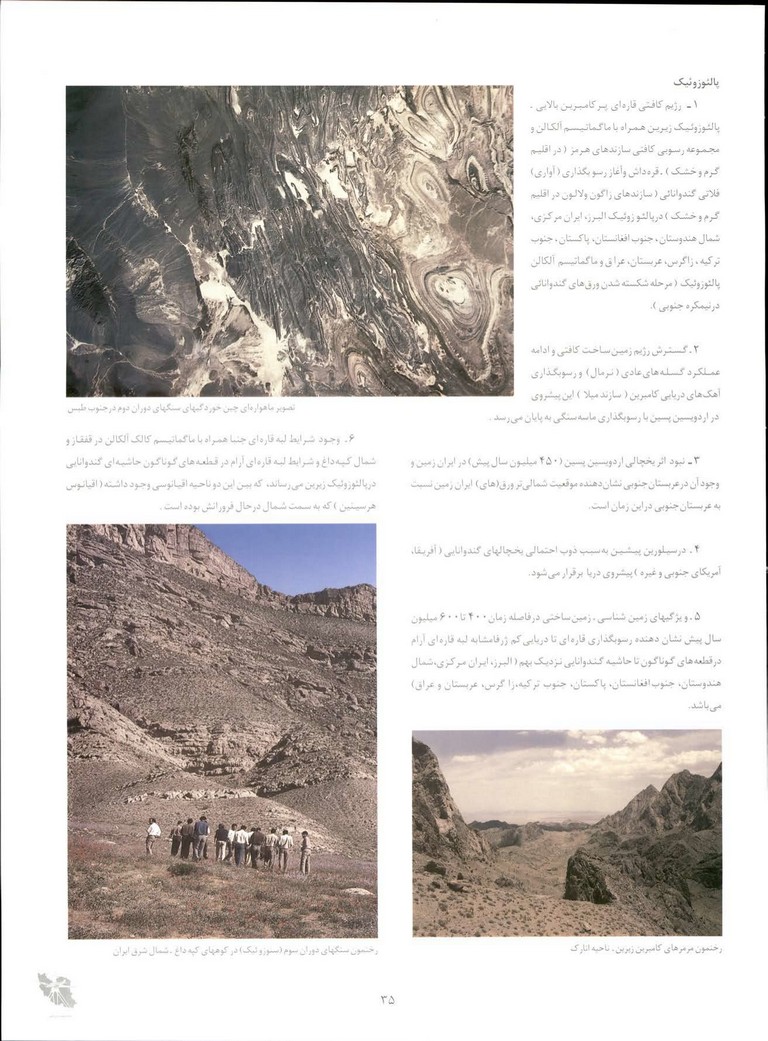 پالئوزوئیک
۱ـ رژیم کافتی قاره‌ای پرکامبرین بالایی ـ
پالئوزوئیک زیرین همراه با ماگماتیسم آلکالن و
مجموعه رسوبی کافتی سازندهای هرمز ( در اقلیم
گرم و خشک ) ـ قره‌داش و آغاز رسوبگذاری ( آواری)
فلاتی گندوانائی ( سازندهای زاگون و لالون در اقلیم
گرم و خشک ) در پالئوزوئیک البرز، ایران مرکزی،
شمال هندوستان، جنوب افغانستان، پاکستان، جنوب
ترکیه ، زاگرس، عربستان، عراق و ماگماتیسم آلکالن
پالئوزوئیک ( مرحله شکسته شدن ورق‌های گندوانائی
در نیمکره جنوبی ).
۲ـ گسترش رژیم زمین‌ساخت کافتی و ادامه
عملکرد گسله‌های عادی ( نرمال) و رسوبگذاری
آهک‌های دریایی کامبرین ( سازند میلا ) این پیشروی
در اردویسین پسین با رسوبگذاری ماسه‌سنگی به پایان می‌رسد .
۳ـ نبود اثر یخچالی اردویسین پسین (۴۵۰ میلیون سال پیش) در ایران زمین و
وجود آن در عربستان جنوبی نشان‌دهنده موقعیت شمالی‌تر ورق(های) ایران زمین نسبت
به عربستان جنوبی در این زمان است.
۴ـ در سیلورین پیشین به‌سبب ذوب احتمالی یخچالهای گندوانایی ( آفریقا،
آمریکای جنوبی و غیره ) پیشروی دریا برقرار می‌شود.
۵ـ ویژگیهای زمین شناسی ـ زمین‌ساختی در فاصله زمان ۴۰۰ تا ۶۰۰ میلیون
سال پیش نشان دهنده رسوبگذاری قاره‌ای تا دریایی کم ژرفا مشابه لبه قاره‌ای آرام
در قطعه‌های گوناگون تا حاشیه گندوانایی نزدیک بهم ( البرز، ایران مرکزی، شمال
هندوستان، جنوب افغانستان، پاکستان، جنوب ترکیه، زاگرس، عربستان و عراق)
می‌باشد.
رخنمون مرمرهای کامبرین زیرین ـ ناحیه انارک
تصویر ماهواره‌ای چین خوردگیهای سنگهای دوران دوم در جنوب طبس
۶ـ وجود شرایط لبه قاره‌ای جنبا همراه با ماگماتیسم کالک آلکالن در قفقاز و
شمال کپه‌داغ و شرایط لبه قاره‌ای آرام در قطعه‌های گوناگون حاشیه‌ای گندوانایی
در پالئوزوئیک زیرین می‌رساند، که بین این دو ناحیه اقیانوسی وجود داشته ( اقیانوس
هرسینین ) که به سمت شمال در حال فرورانش بوده است .
رخنمون سنگهای دوران سوم (سنوزوئیک) در کوههای کپه داغ ـ شمال شرق ایران
۳۵